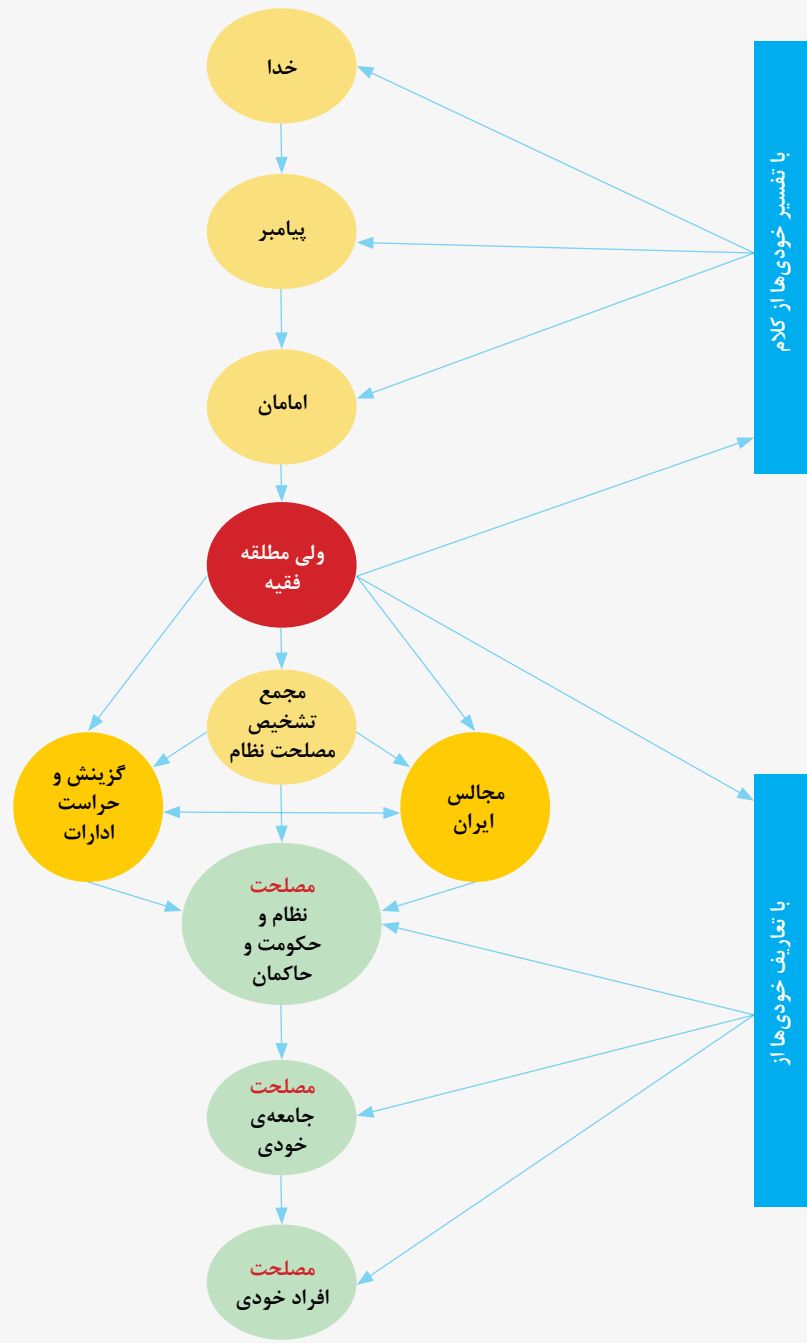 خدا
پیامبر
امامان
ولی مطلقه
فقیه
مجمع
تشخیص
مصلحت نظام
مجالس
ایران
گزینش و
حراست
ادارات
مصلحت
نظام و
حکومت و
حاکمان
مصلحت
جامعه‌ی
خودی
مصلحت
افراد خودی
با تفسیر خودی‌ها از کلام
با تعاریف خودی‌ها از